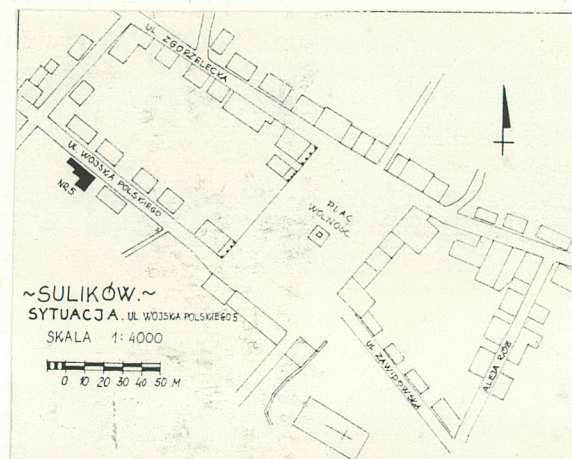 UL. ZGORZELECKA
UL. WOJSKA POLSKIEGO
NR.5
PLAC
WOLNOŚC.
~SULIKÓW.~
SYTUACJA. UL WOJSKA POLSKIEGO 5
SKALA 1:4000
0 10 20 30 40 50 M
UL ZAWIDOWSKA
ALEJA RÓŻ